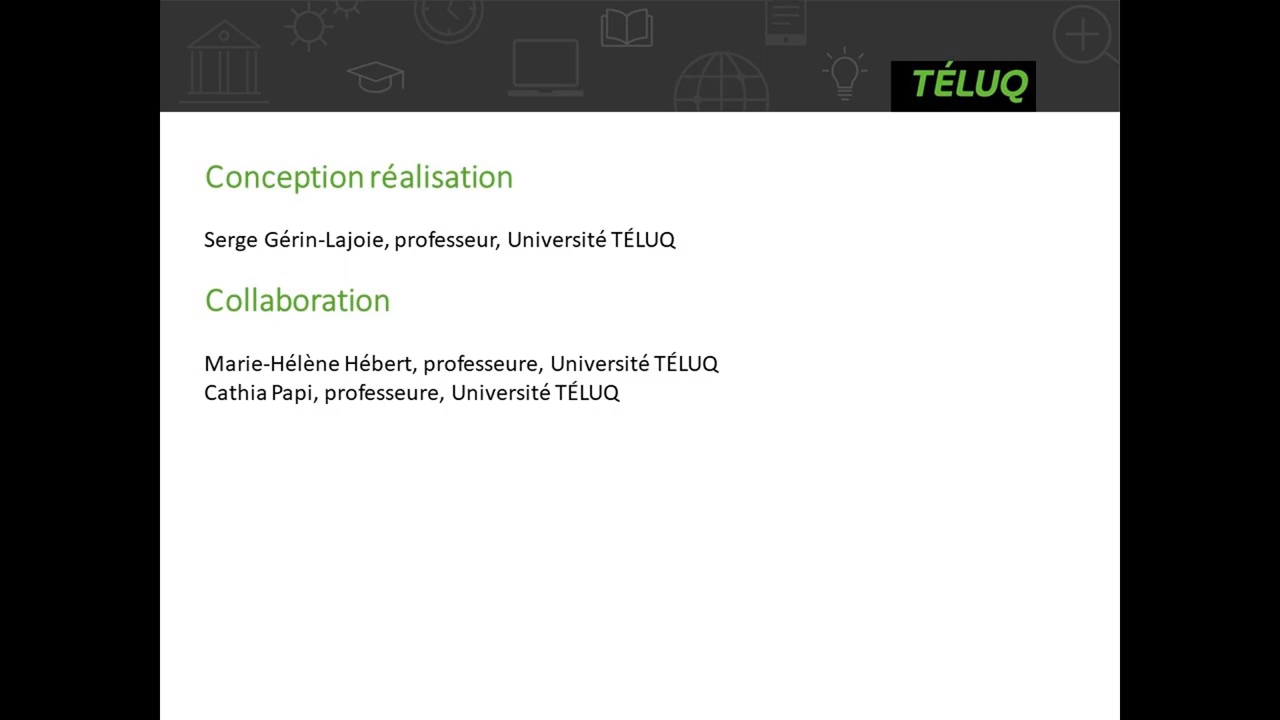 TÉLUQ
Conception réalisation
Serge Gérin-Lajoie, professeur, Université TÉLUQ
Collaboration
Marie-Hélène Hébert, professeure, Université TÉLUQ
Cathia Papi, professeure, Université TÉLUQ